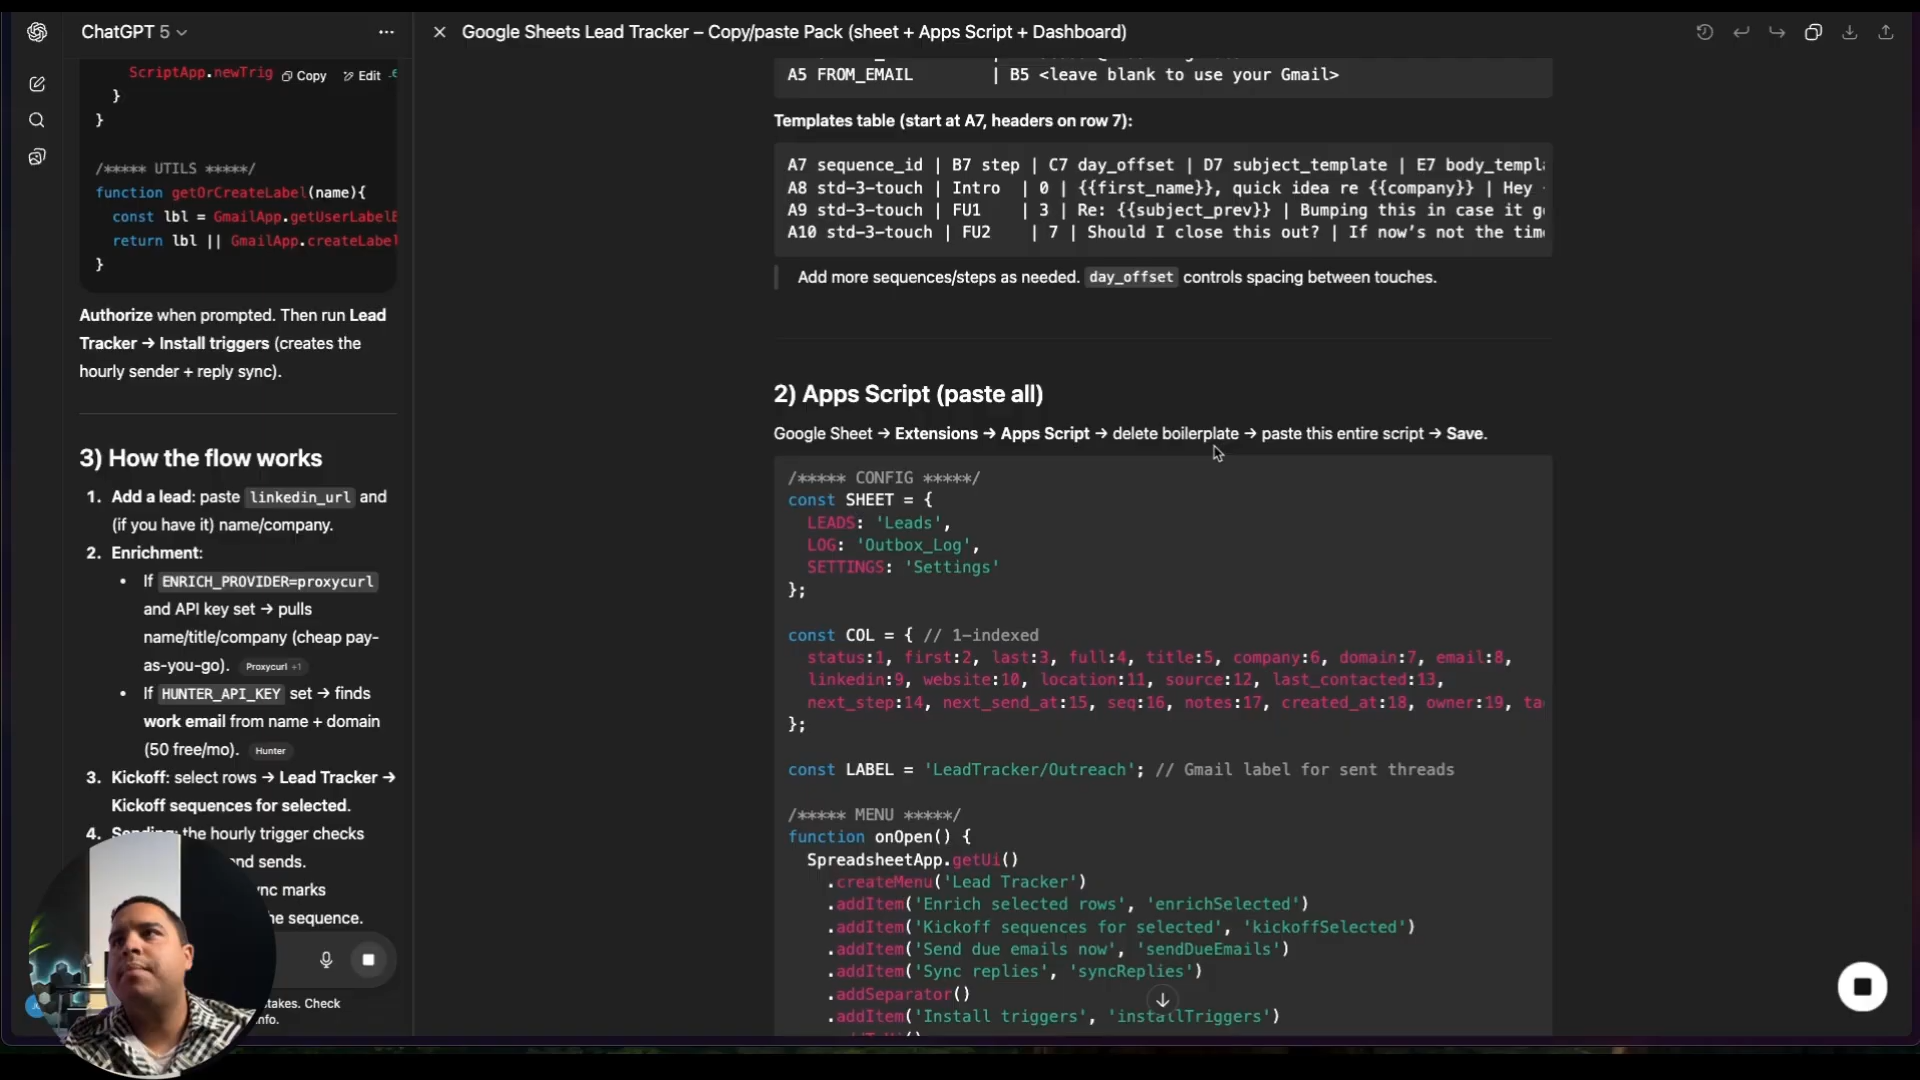 ChatGPT 5
ScriptApp.newTrig
Copy
Edit
}
}
/***** UTILS *****/
function getOrCreateLabel(name){
const lbl = GmailApp.getUserLabel
return lbl || GmailApp.createLabel
}
Authorize when prompted. Then run Lead
Tracker → Install triggers (creates the
hourly sender + reply sync).
3) How the flow works
1. Add a lead: paste linkedin_url and
(if you have it) name/company.
2. Enrichment:
• If ENRICH_PROVIDER=proxycurl
and API key set → pulls
name/title/company (cheap pay-
as-you-go). Proxycurl +1
• If HUNTER_API_KEY set → finds
work email from name + domain
(50 free/mo). Hunter
3. Kickoff: select rows → Lead Tracker →
Kickoff sequences for selected.
4. Sending: the hourly trigger checks
and sends.
ync marks
he sequence.
takes. Check
info.
Google Sheets Lead Tracker – Copy/paste Pack (sheet + Apps Script + Dashboard)
A5 FROM_EMAIL | B5 <leave blank to use your Gmail>
Templates table (start at A7, headers on row 7):
A7 sequence_id | B7 step | C7 day_offset | D7 subject_template | E7 body_templ
A8 std-3-touch | Intro | 0 | {{first_name}}, quick idea re {{company}} | Hey
A9 std-3-touch | FU1 | 3 | Re: {{subject_prev}} | Bumping this in case it g
A10 std-3-touch | FU2 | 7 | Should I close this out? | If now’s not the tim
Add more sequences/steps as needed. day_offset controls spacing between touches.
2) Apps Script (paste all)
Google Sheet → Extensions → Apps Script → delete boilerplate → paste this entire script → Save.
/***** CONFIG *****/
const SHEET = {
LEADS: 'Leads',
LOG: 'Outbox_Log',
SETTINGS: 'Settings'
};
const COL = { // 1-indexed
status:1, first:2, last:3, full:4, title:5, company:6, domain:7, email:8,
linkedin:9, website:10, location:11, source:12, last_contacted:13,
next_step:14, next_send_at:15, seq:16, notes:17, created_at:18, owner:19, ta
};
const LABEL = 'LeadTracker/Outreach'; // Gmail label for sent threads
/***** MENU *****/
function onOpen() {
SpreadsheetApp.getUi()
.createMenu('Lead Tracker')
.addItem('Enrich selected rows', 'enrichSelected')
.addItem('Kickoff sequences for selected', 'kickoffSelected')
.addItem('Send due emails now', 'sendDueEmails')
.addItem('Sync replies', 'syncReplies')
.addSeparator()
.addItem('Install triggers', 'installTriggers')